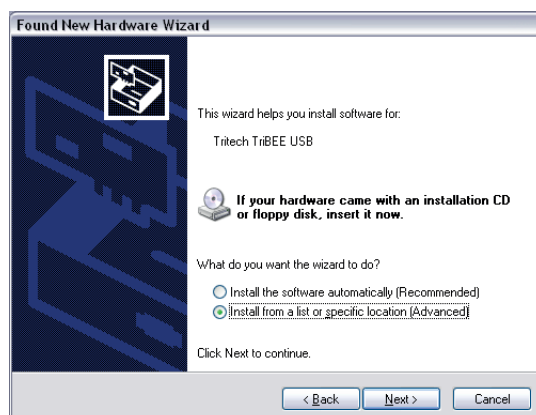 Found New Hardware Wizard
This wizard helps you install software for:
Tritech TriBEE USB
If your hardware came with an installation CD
or floppy disk, insert it now.
What do you want the wizard to do?
Install the software automatically (Recommended)
Install from a list or specific location (Advanced)
Click Next to continue.
< Back Next > Cancel